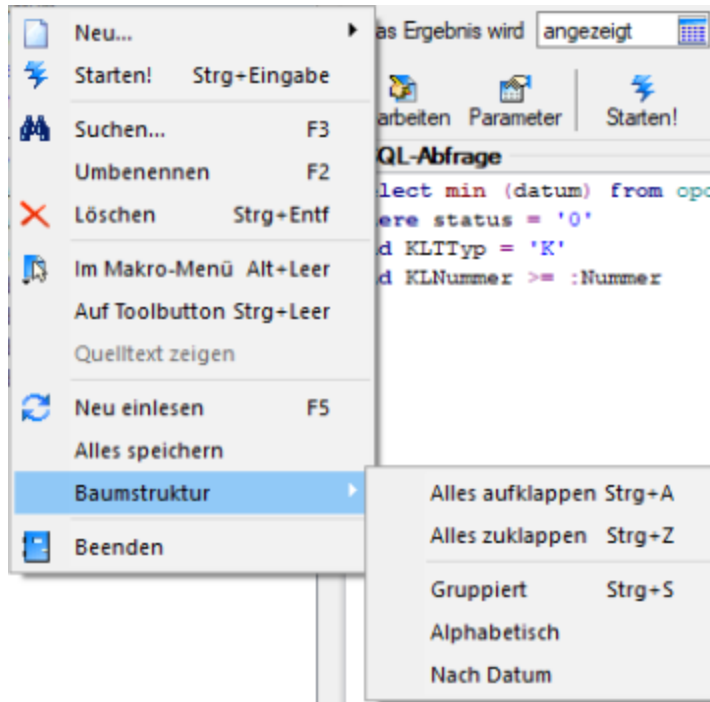 Neu...
Starten! Strg+Eingabe
Suchen... F3
Umbenennen F2
Löschen Strg+Entf
Im Makro-Menü Alt+Leer
Auf Toolbutton Strg+Leer
Quelltext zeigen
Neu einlesen F5
Alles speichern
Baumstruktur
Beenden
as Ergebnis wird angezeigt
arbeiten Parameter Starten!
QL-Abfrage
lect min (datum) from opo
ere status = '0'
d KLTTyp = 'K'
d KLNummer >= :Nummer
Alles aufklappen Strg+A
Alles zuklappen Strg+Z
Gruppiert Strg+S
Alphabetisch
Nach Datum